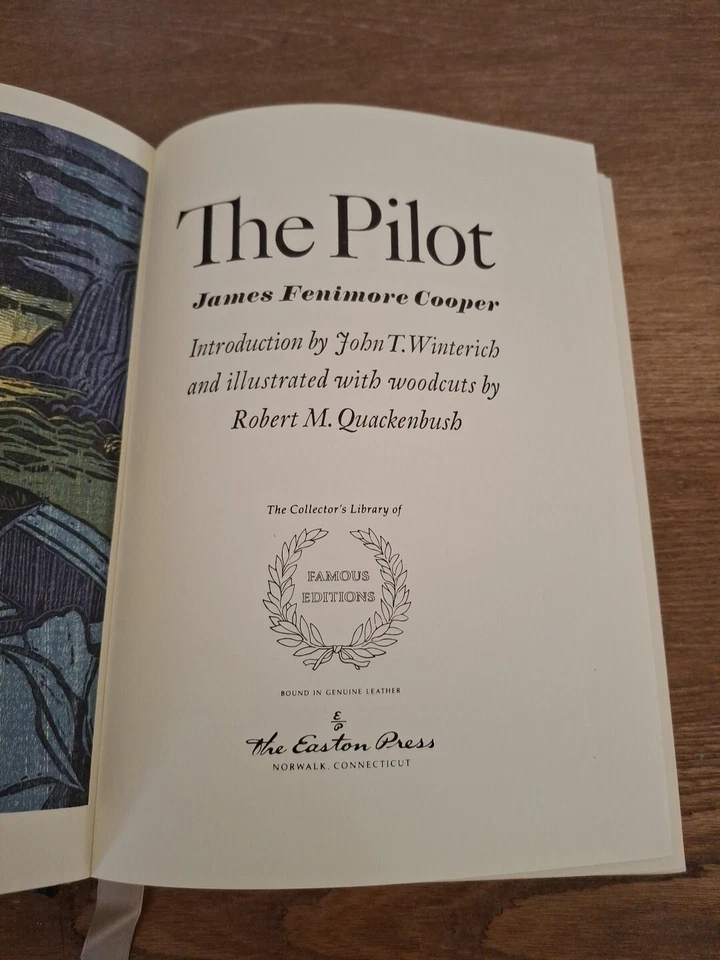 The Pilot
James Fenimore Cooper
Introduction by John T. Winterich
and illustrated with woodcuts by
Robert M. Quackenbush
The Collector's Library of
FAMOUS
EDITIONS
BOUND IN GENUINE LEATHER
E
P
The Easton Press
NORWALK, CONNECTICUT